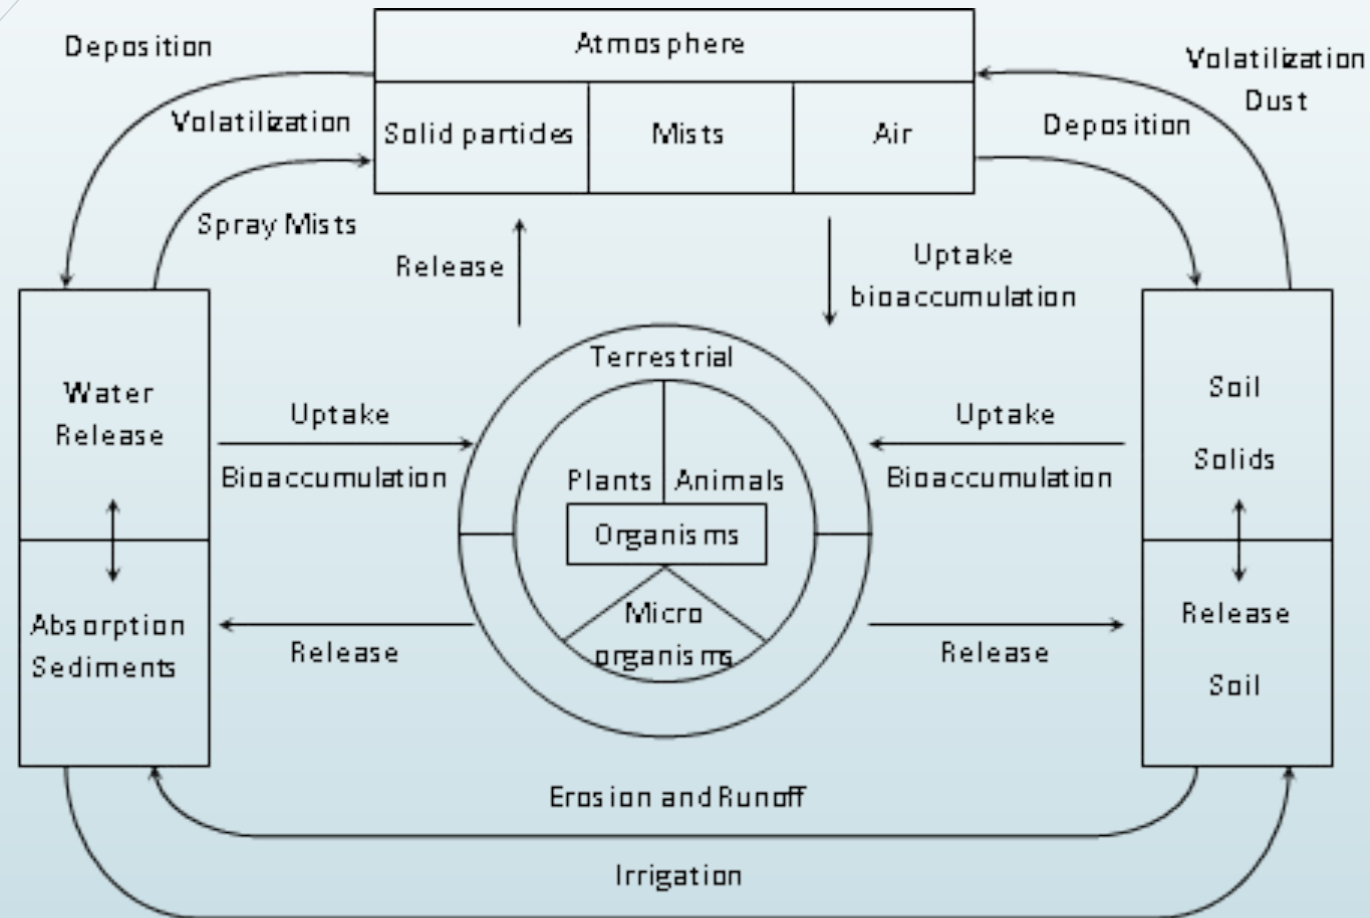 Deposition
Atmosphere
Volatilization
Dust
Volatilization
Solid particles
Mists
Air
Deposition
Spray Mists
Release
Uptake
bioaccumulation
Terrestrial
Water
Release
Uptake
Bioaccumulation
Plants
Animals
Organisms
Uptake
Bioaccumulation
Soil
Solids
Absorption
Sediments
Release
Micro
organisms
Release
Release
Soil
Erosion and Runoff
Irrigation